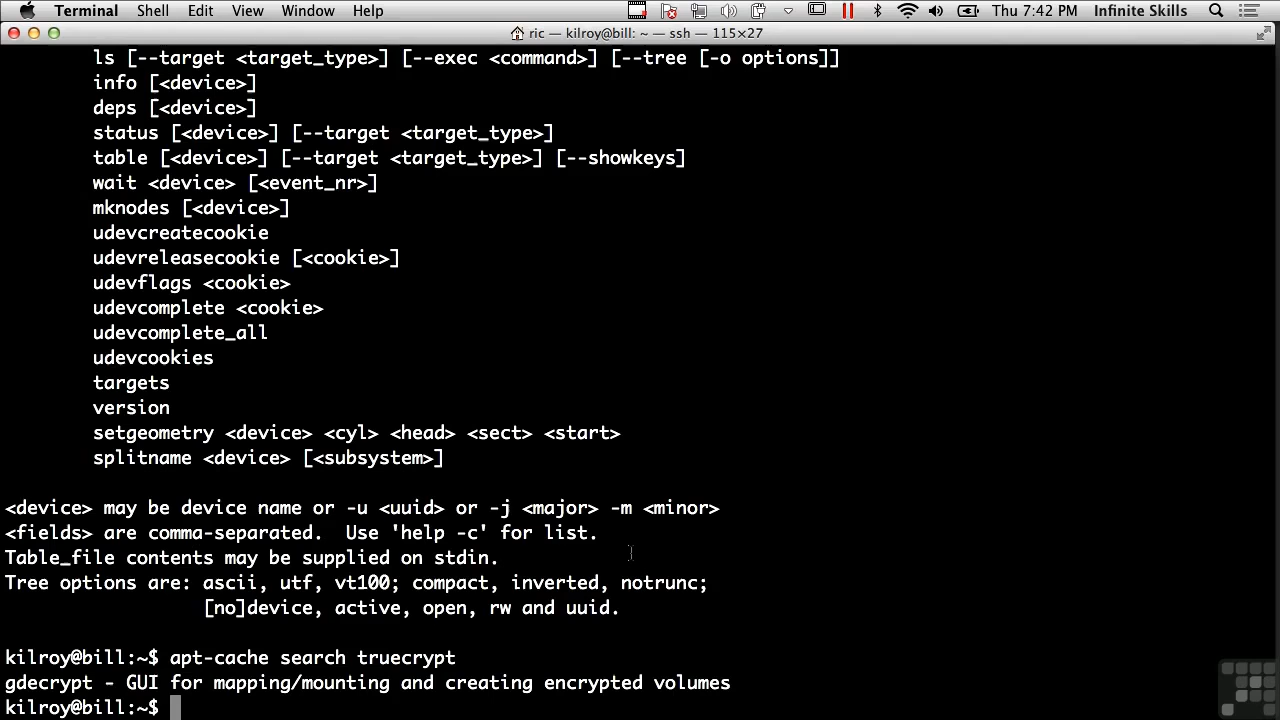 Terminal Shell Edit View Window Help Thu 7:42 PM Infinite Skills
ric — kilroy@bill: ~ — ssh — 115×27
ls [--target <target_type>] [--exec <command>] [--tree [-o options]]
info [<device>]
deps [<device>]
status [<device>] [--target <target_type>]
table [<device>] [--target <target_type>] [--showkeys]
wait <device> [<event_nr>]
mknodes [<device>]
udevcreatecookie
udevreleasecookie [<cookie>]
udevflags <cookie>
udevcomplete <cookie>
udevcomplete_all
udevcookies
targets
version
setgeometry <device> <cyl> <head> <sect> <start>
splitname <device> [<subsystem>]
<device> may be device name or -u <uuid> or -j <major> -m <minor>
<fields> are comma-separated.  Use 'help -c' for list.
Table_file contents may be supplied on stdin.
Tree options are: ascii, utf, vt100; compact, inverted, notrunc;
[no]device, active, open, rw and uuid.
kilroy@bill:~$ apt-cache search truecrypt
gdecrypt - GUI for mapping/mounting and creating encrypted volumes
kilroy@bill:~$